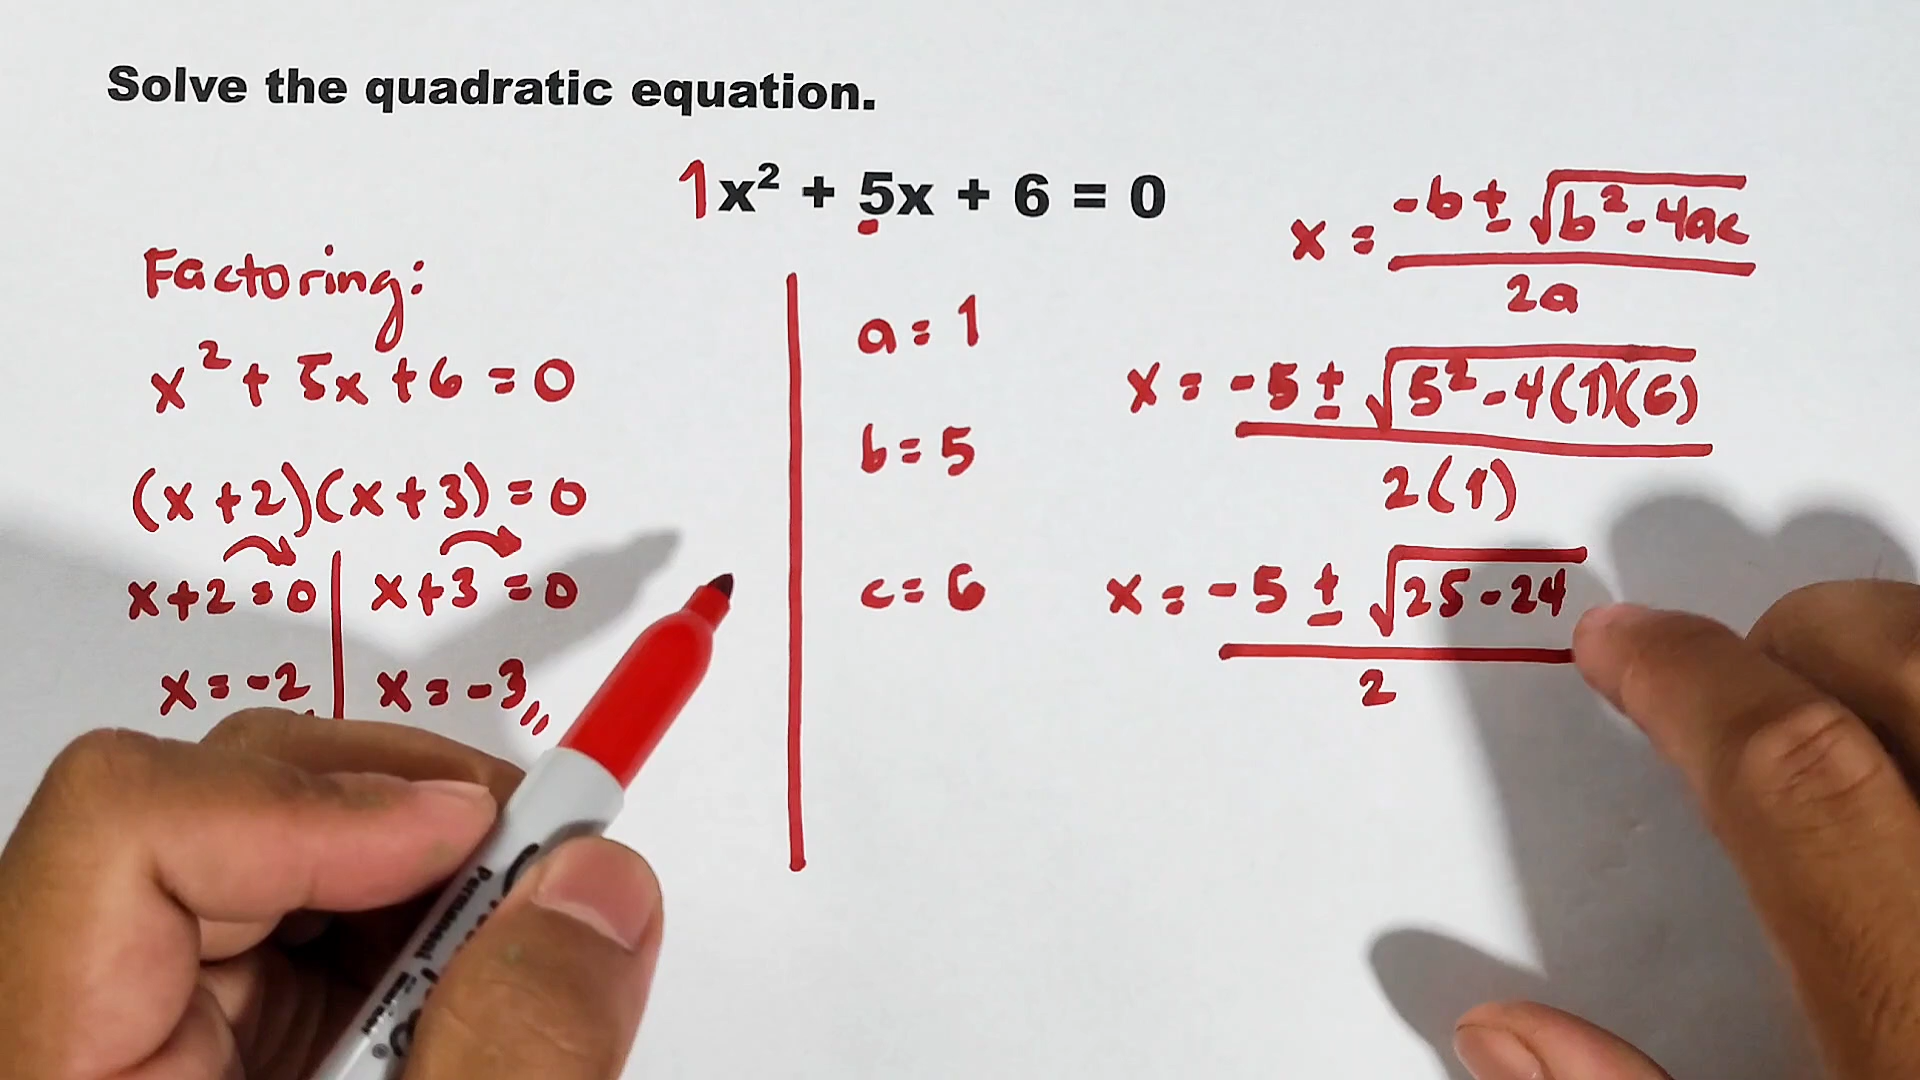 Solve the quadratic equation.
1x² + 5x + 6 = 0
Factoring:
x² + 5x + 6 = 0
(x + 2)(x + 3) = 0
x + 2 = 0 | x + 3 = 0
x = -2 | x = -3 "
a = 1
b = 5
c = 6
x = -b ± √b² - 4ac
2a
x = -5 ± √5² - 4(1)(6)
2(1)
x = -5 ± √25 - 24
2
Permanent